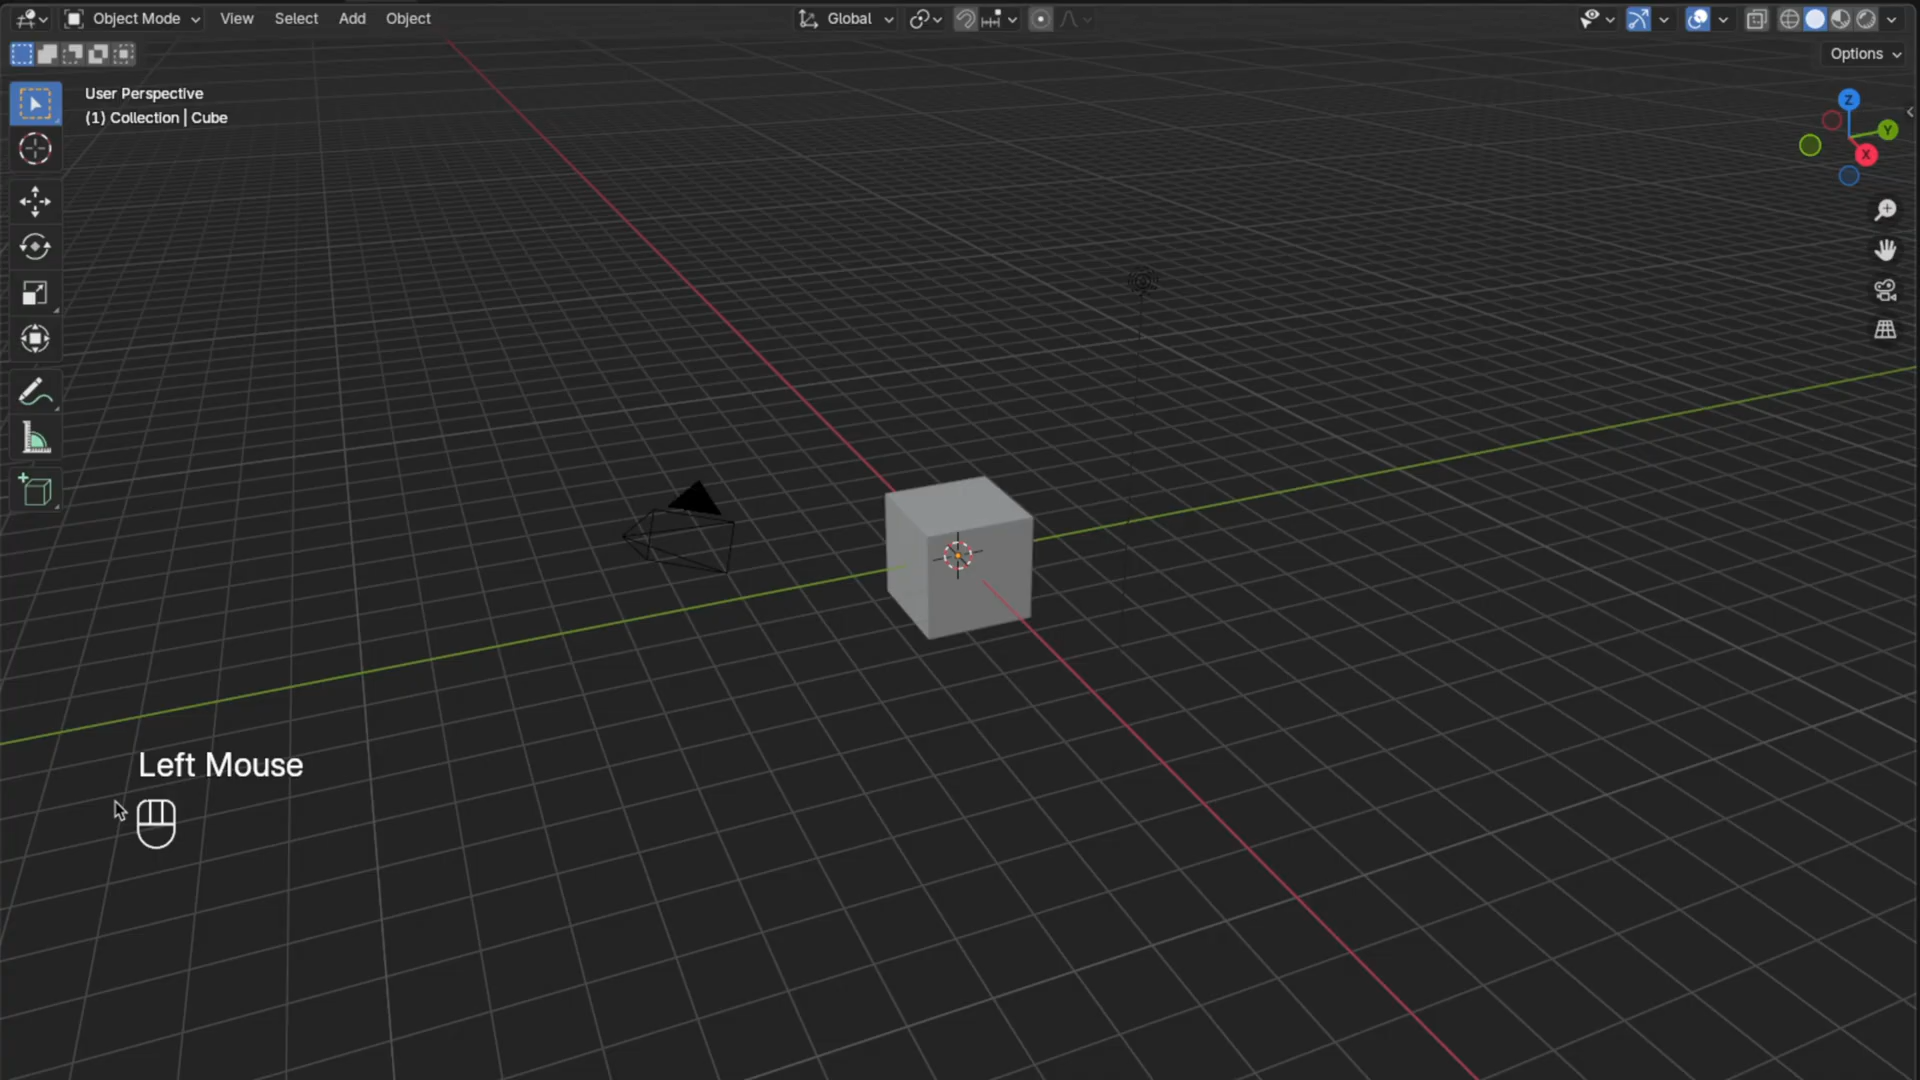 Object Mode View Select Add Object Global
Options
User Perspective
(1) Collection | Cube
Z
Y
X
Left Mouse